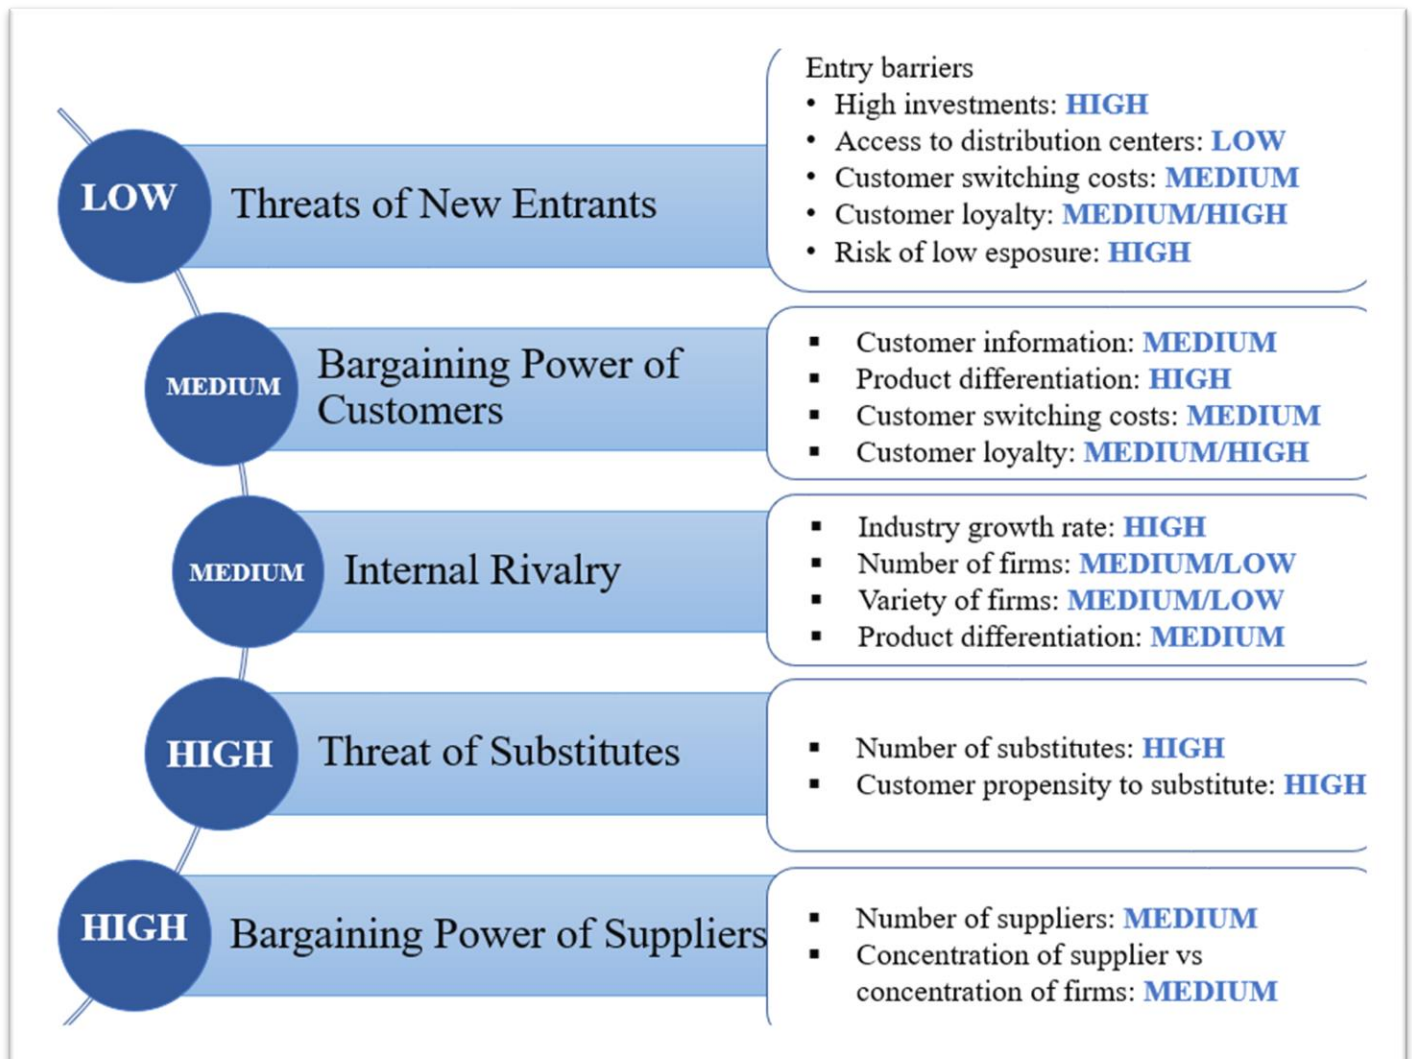 LOW
Threats of New Entrants
Entry barriers
• High investments: HIGH
• Access to distribution centers: LOW
• Customer switching costs: MEDIUM
• Customer loyalty: MEDIUM/HIGH
• Risk of low esposure: HIGH
MEDIUM
Bargaining Power of
Customers
▪ Customer information: MEDIUM
▪ Product differentiation: HIGH
▪ Customer switching costs: MEDIUM
▪ Customer loyalty: MEDIUM/HIGH
MEDIUM
Internal Rivalry
▪ Industry growth rate: HIGH
▪ Number of firms: MEDIUM/LOW
▪ Variety of firms: MEDIUM/LOW
▪ Product differentiation: MEDIUM
HIGH
Threat of Substitutes
▪ Number of substitutes: HIGH
▪ Customer propensity to substitute: HIGH
HIGH
Bargaining Power of Suppliers
▪ Number of suppliers: MEDIUM
▪ Concentration of supplier vs
concentration of firms: MEDIUM